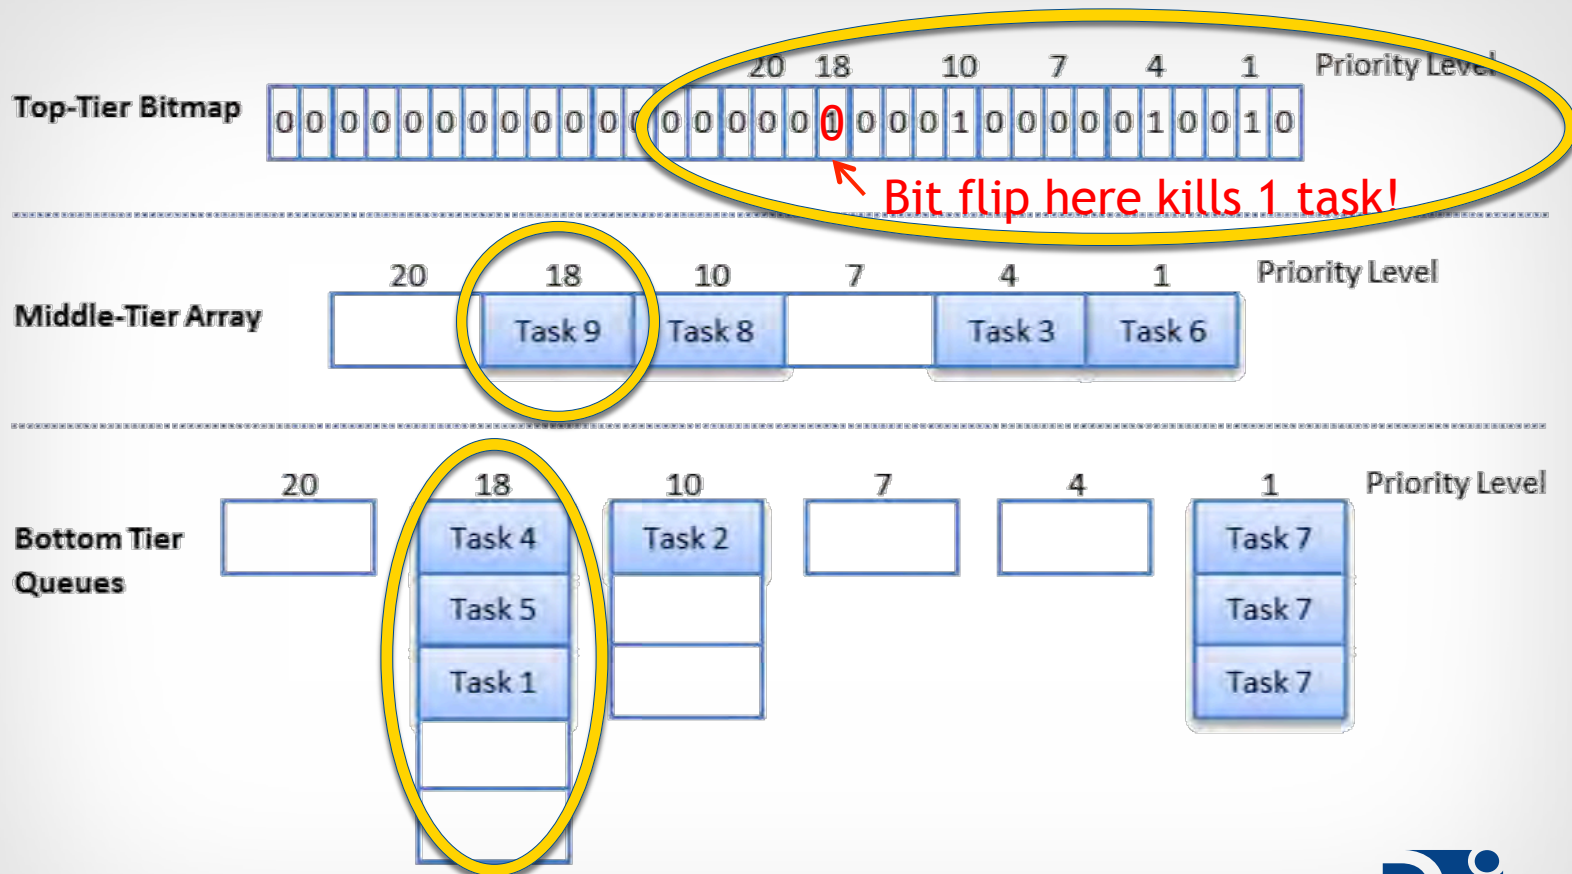 20 18 10 7 4 1 Priority Level
Top-Tier Bitmap 0 0 0 0 0 0 0 0 0 0 0 0 0 0 0 0 0 0 0 0 0 1 0 0 0 0 0 1 0 0 1 0
Bit flip here kills 1 task!
20 18 10 7 4 1 Priority Level
Middle-Tier Array Task 9 Task 8 Task 3 Task 6
20 18 10 7 4 1 Priority Level
Bottom Tier Queues
Task 4 Task 2 Task 7
Task 5 Task 7
Task 1 Task 7